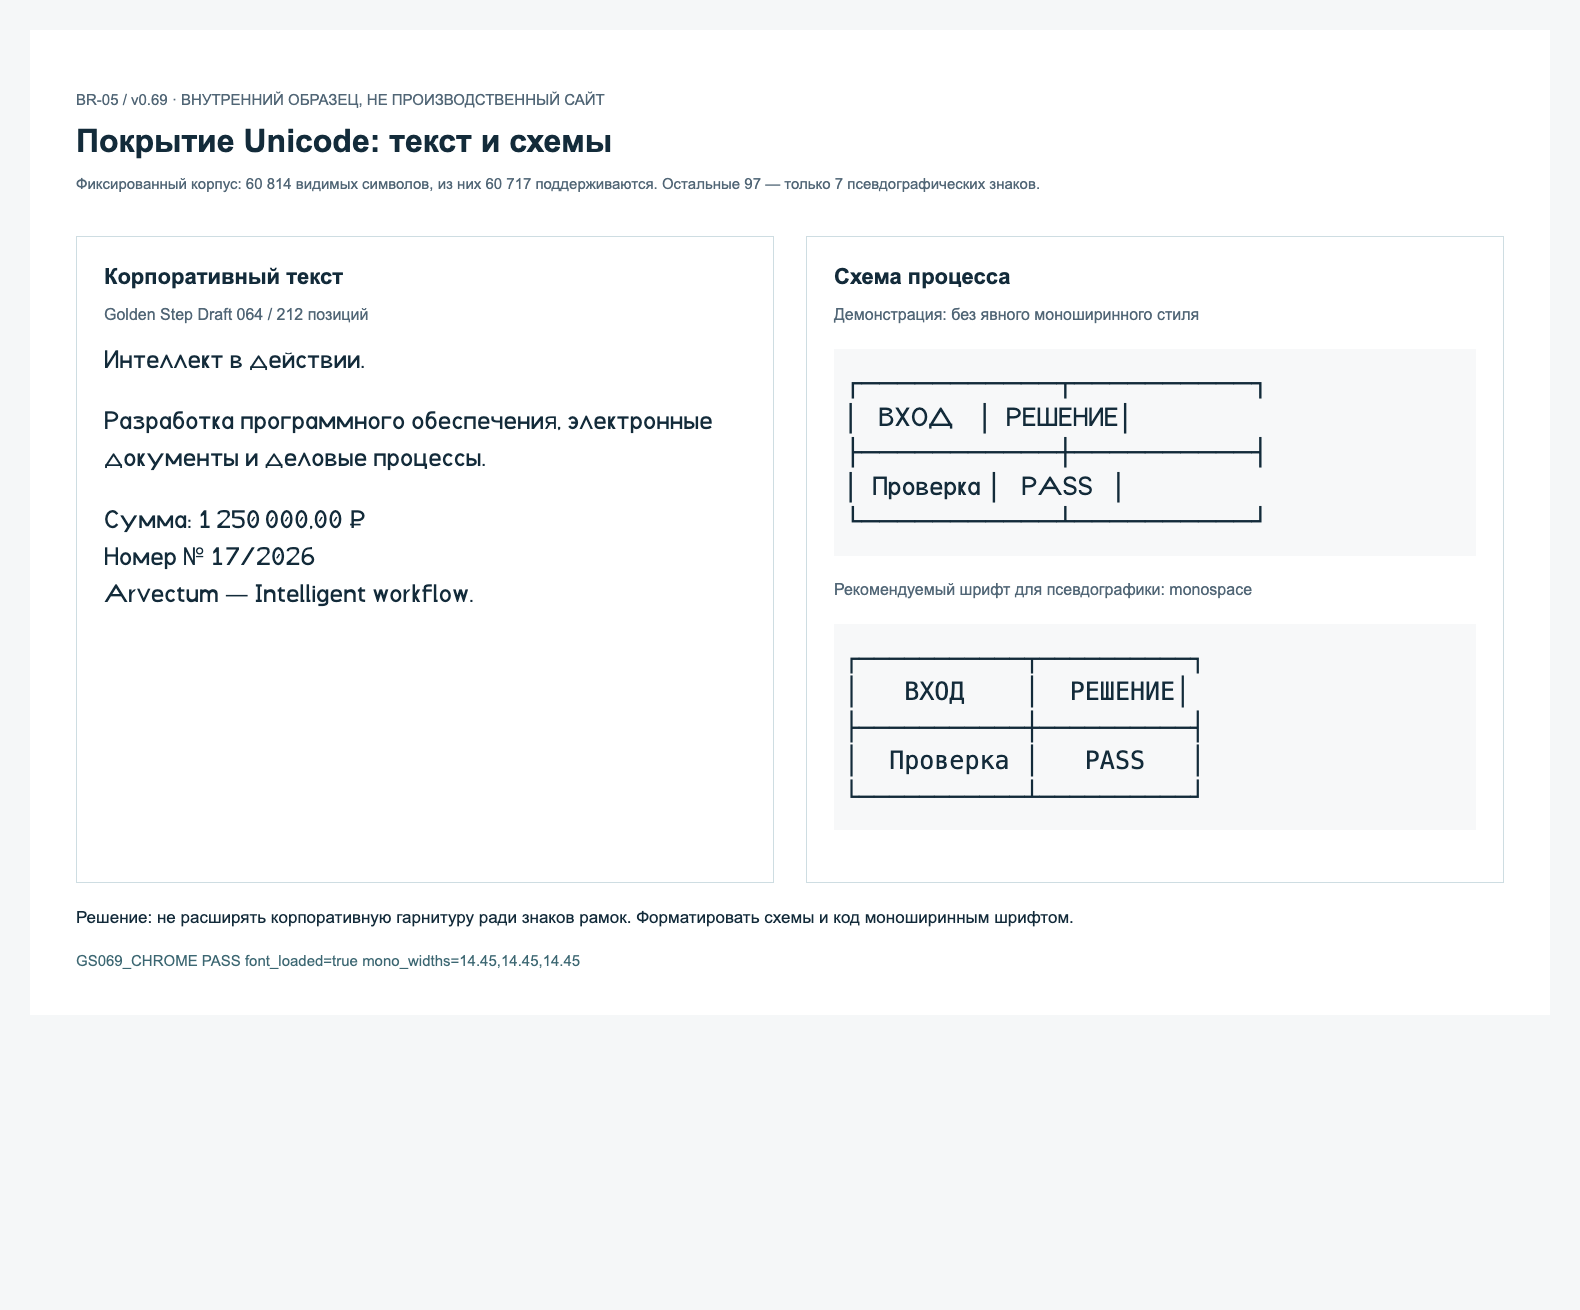 BR-05 / v0.69 · ВНУТРЕННИЙ ОБРАЗЕЦ, НЕ ПРОИЗВОДСТВЕННЫЙ САЙТ
Покрытие Unicode: текст и схемы
Фиксированный корпус: 60 814 видимых символов, из них 60 717 поддерживаются. Остальные 97 — только 7 псевдографических знаков.
Корпоративный текст
Golden Step Draft 064 / 212 позиций
Интеллект в действии.
Разработка программного обеспечения, электронные
документы и деловые процессы.
Сумма: 1 250 000,00 ₽
Номер № 17/2026
Arvectum — Intelligent workflow.
Схема процесса
Демонстрация: без явного моноширинного стиля
ВХОД РЕШЕНИЕ
Проверка PASS
Рекомендуемый шрифт для псевдографики: monospace
ВХОД РЕШЕНИЕ
Проверка PASS
Решение: не расширять корпоративную гарнитуру ради знаков рамок. Форматировать схемы и код моноширинным шрифтом.
GS069_CHROME PASS font_loaded=true mono_widths=14.45,14.45,14.45